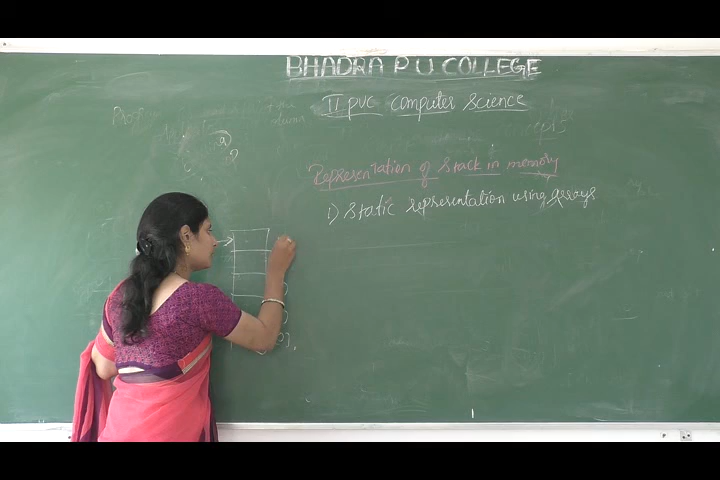 BHADRA P U COLLEGE
II PUC Computer Science
Representation of Stack in memory
1) Static representation using arrays